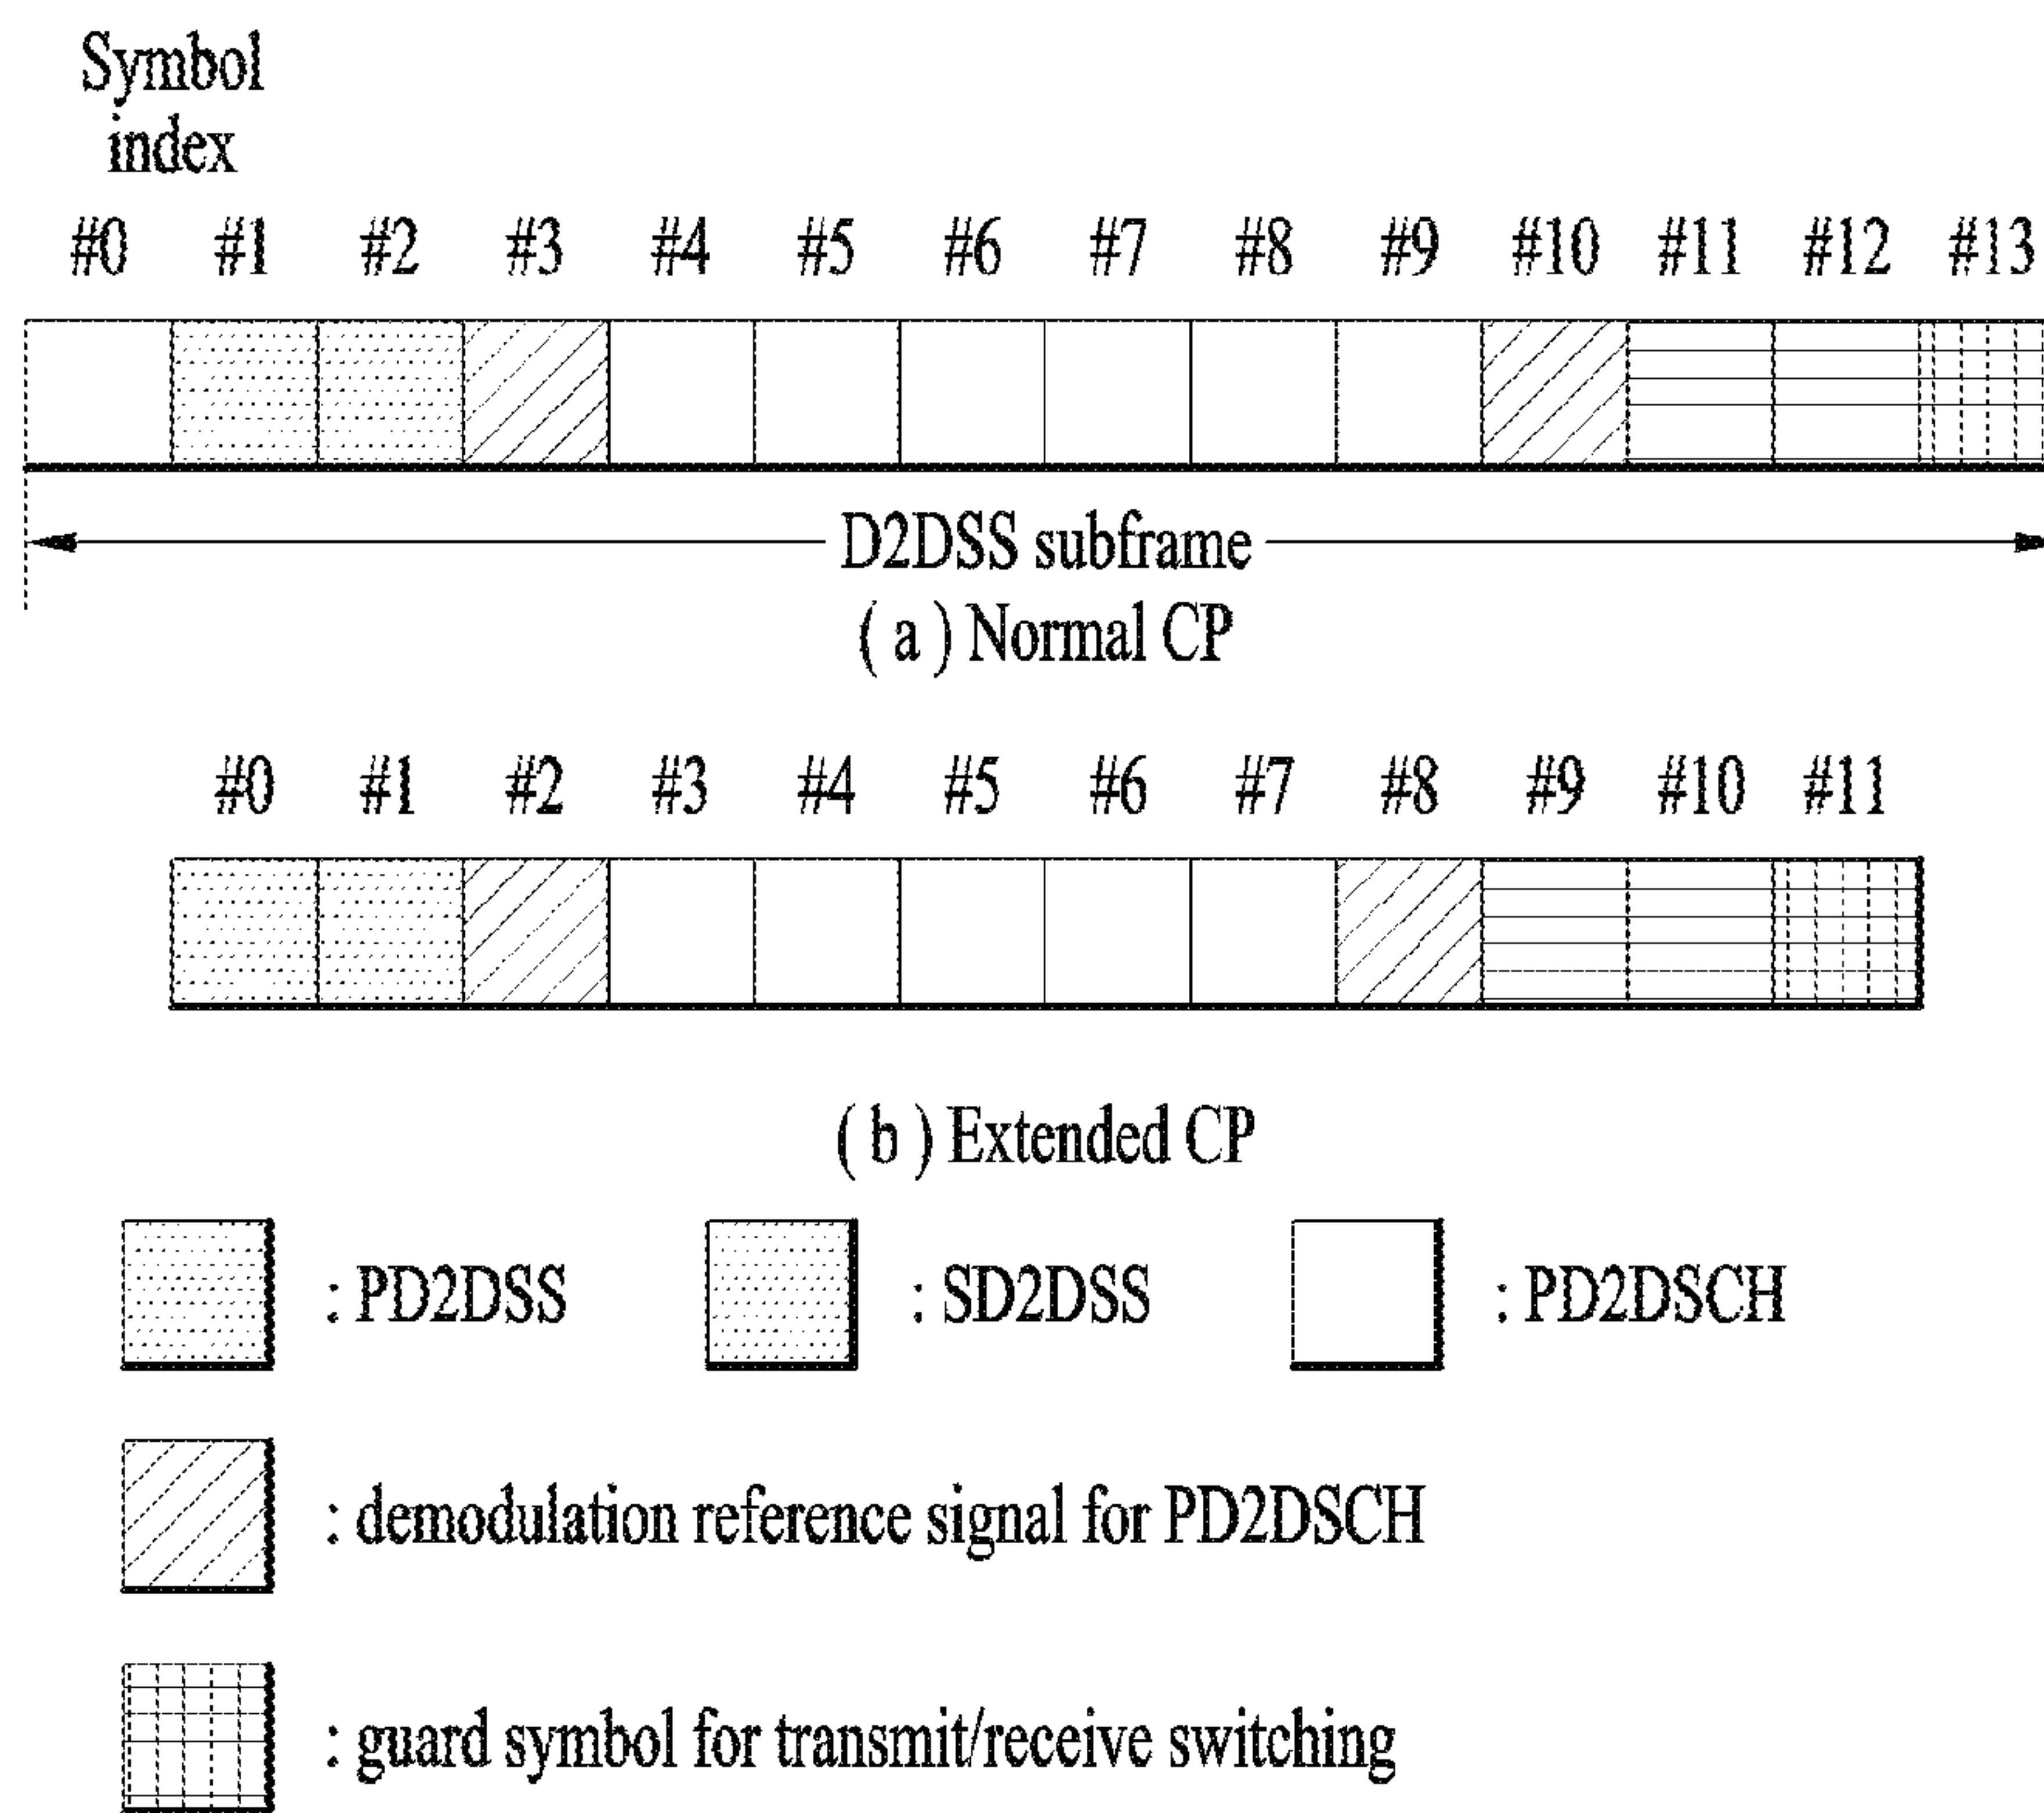 Symbol
index
#0 #1 #2 #3 #4 #5 #6 #7 #8 #9 #10 #11 #12 #13
D2DSS subframe
( a ) Normal CP
#0 #1 #2 #3 #4 #5 #6 #7 #8 #9 #10 #11
( b ) Extended CP
: PD2DSS : SD2DSS : PD2DSCH
: demodulation reference signal for PD2DSCH
: guard symbol for transmit/receive switching